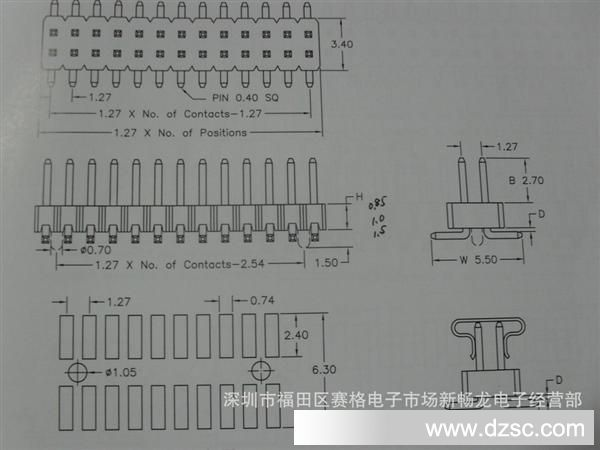 3.40
1.27
PIN 0.40 SQ
1.27 X No. of Contacts-1.27
1.27 X No. of Positions
H
0.85
1.0
1.5
ø0.70
1.27 X No. of Contacts-2.54
1.50
1.27
B 2.70
D
W 5.50
1.27
0.74
2.40
ø1.05
6.30
D
深圳市福田区赛格电子市场新畅龙电子经营部
www.dzsc.com